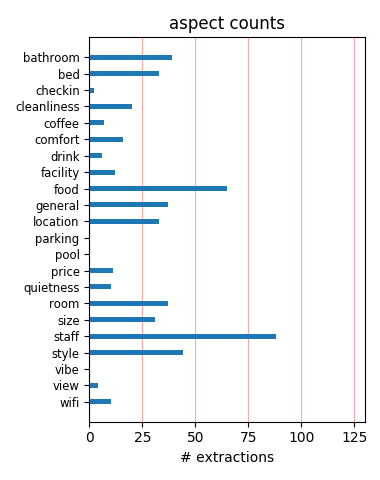 aspect counts
bathroom
bed
checkin
cleanliness
coffee
comfort
drink
facility
food
general
location
parking
pool
price
quietness
room
size
staff
style
vibe
view
wifi
0 25 50 75 100 125
# extractions